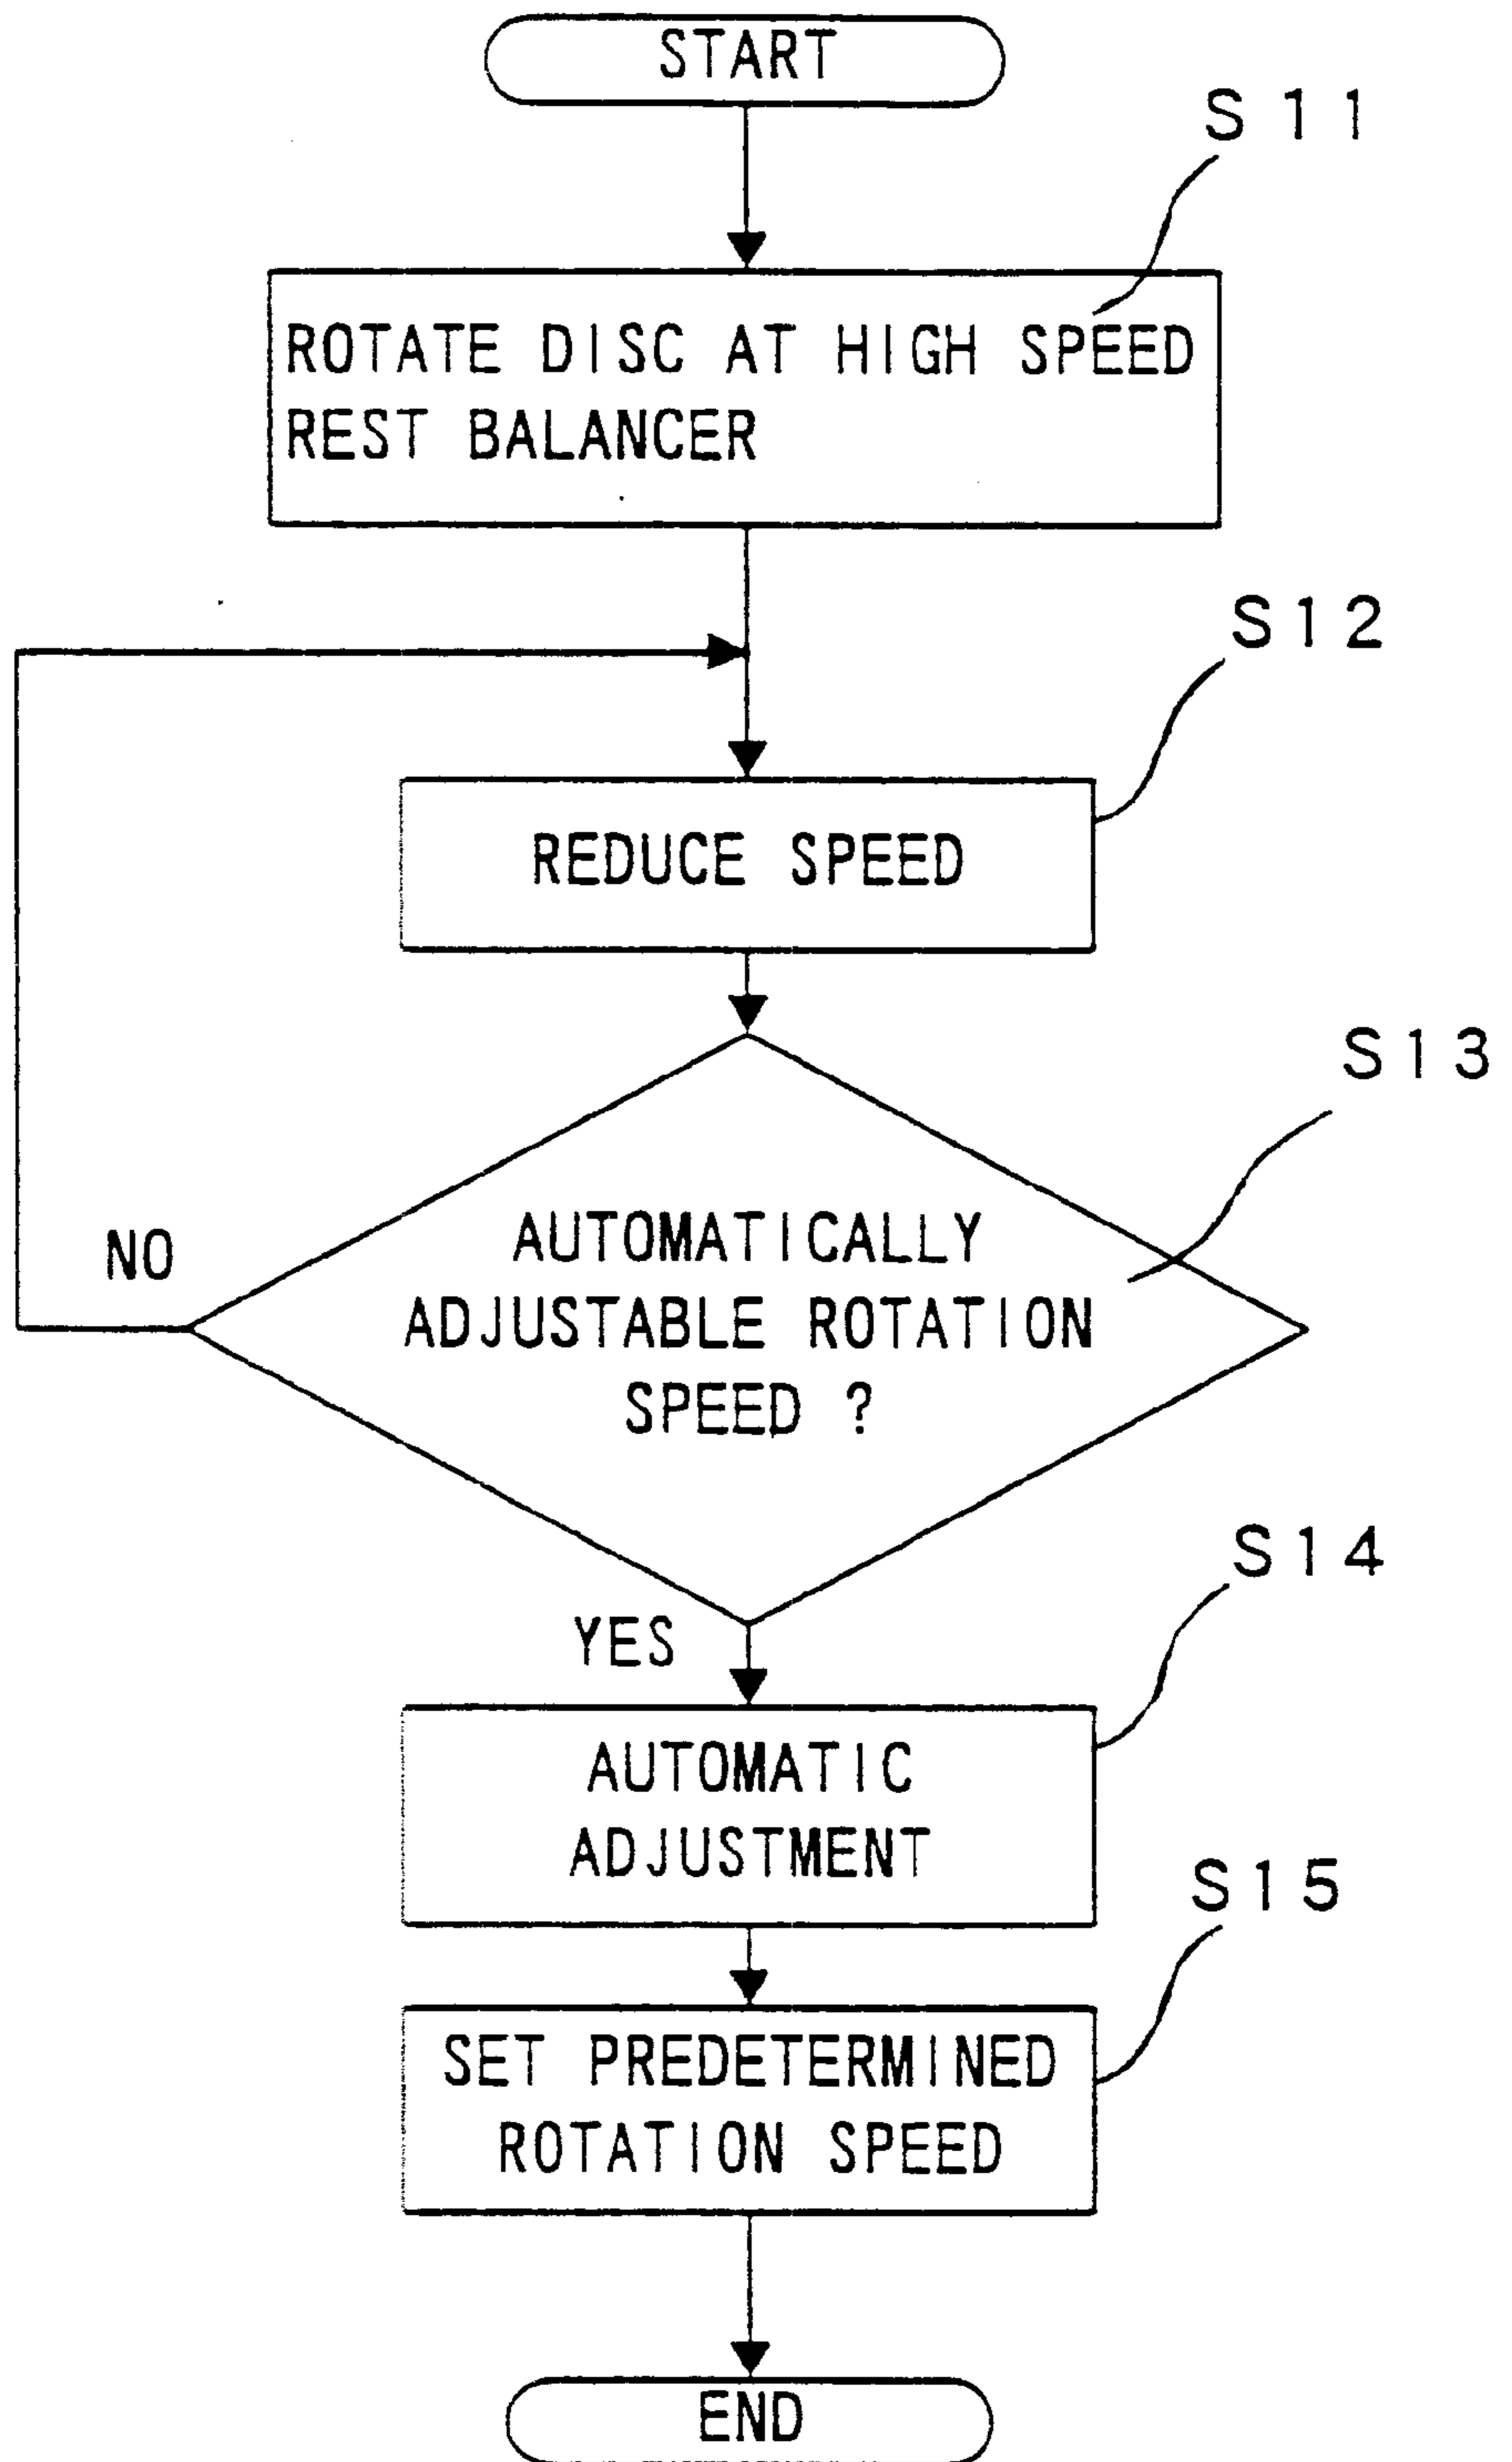 START
S11
ROTATE DISC AT HIGH SPEED
REST BALANCER
S12
REDUCE SPEED
S13
NO
AUTOMATICALLY
ADJUSTABLE ROTATION
SPEED ?
YES
S14
AUTOMATIC
ADJUSTMENT
S15
SET PREDETERMINED
ROTATION SPEED
END